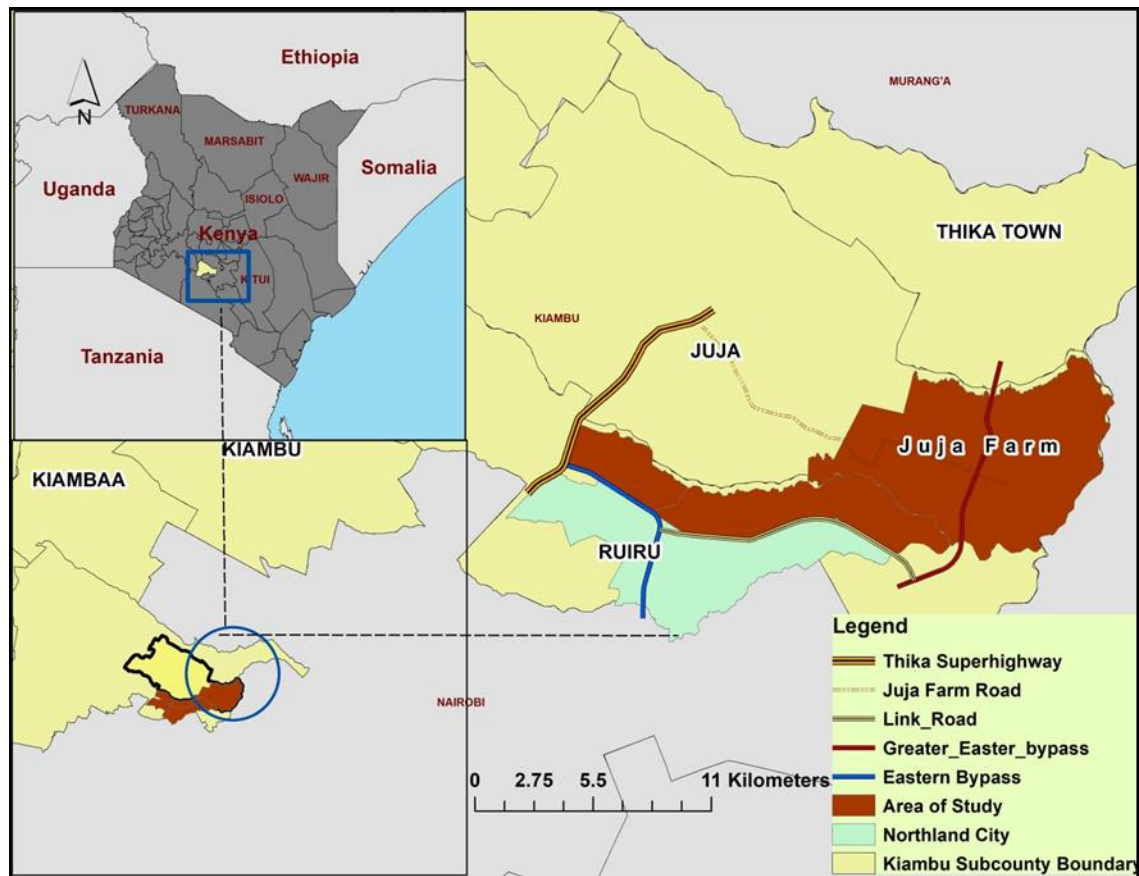 Ethiopia
N
TURKANA
MARSABIT
WAJIR
Somalia
Uganda
ISIOLO
Kenya
KITUI
Tanzania
KIAMBU
KIAMBAA
MURANG'A
THIKA TOWN
KIAMBU
JUJA
Juja Farm
RUIRU
NAIROBI
0 2.75 5.5 11 Kilometers
Legend
Thika Superhighway
Juja Farm Road
Link_Road
Greater_Easter_bypass
Eastern Bypass
Area of Study
Northland City
Kiambu Subcounty Boundary